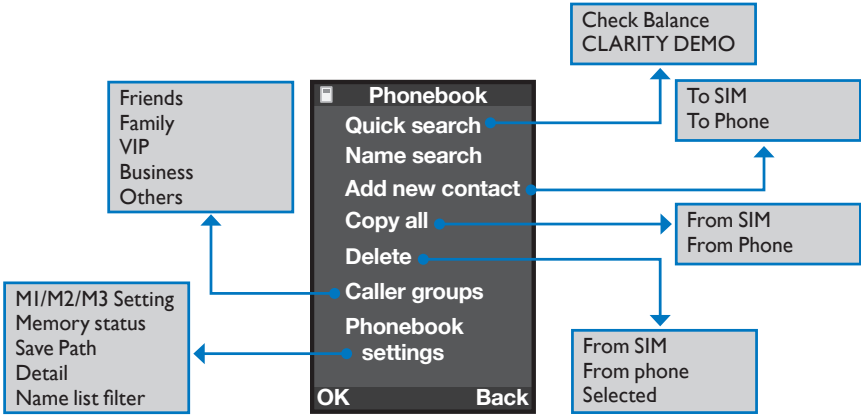 Check Balance
CLARITY DEMO
Friends
Family
VIP
Business
Others
Phonebook
Quick search
Name search
Add new contact
Copy all
Delete
Caller groups
Phonebook
settings
OK
Back
To SIM
To Phone
From SIM
From Phone
M1/M2/M3 Setting
Memory status
Save Path
Detail
Name list filter
From SIM
From phone
Selected